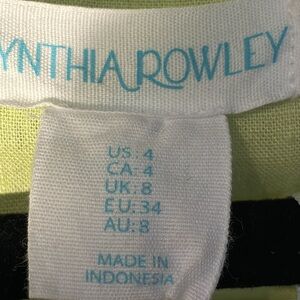 YNTHIA ROWLEY
US: 4
CA: 4
UK: 8
EU: 34
AU: 8
MADE IN
INDONESIA